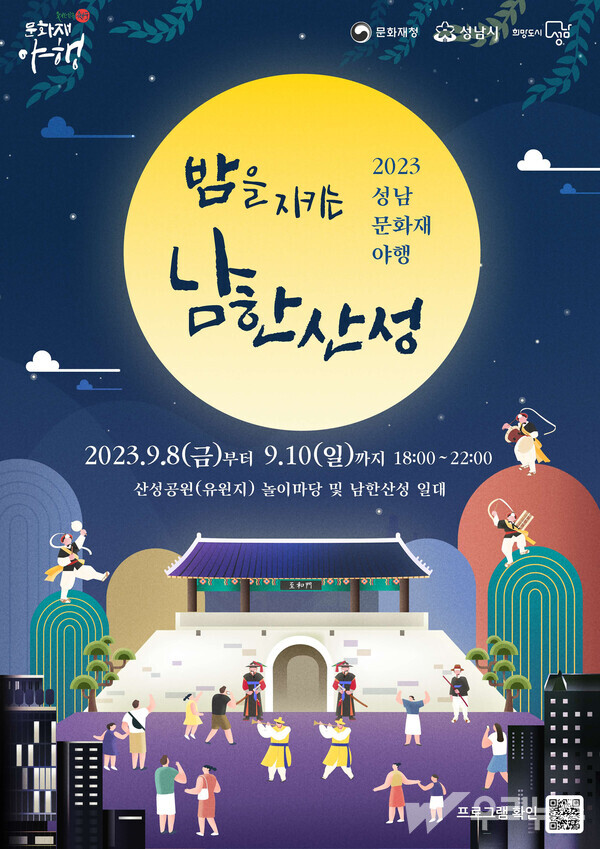 문화재
야행
문화재청
성남시
희망도시 성남
밤을 지키는
남한산성
2023
성남
문화재
야행
2023.9.8(금)부터 9.10(일)까지 18:00~22:00
산성공원(유원지) 놀이마당 및 남한산성 일대
프로그램 확인